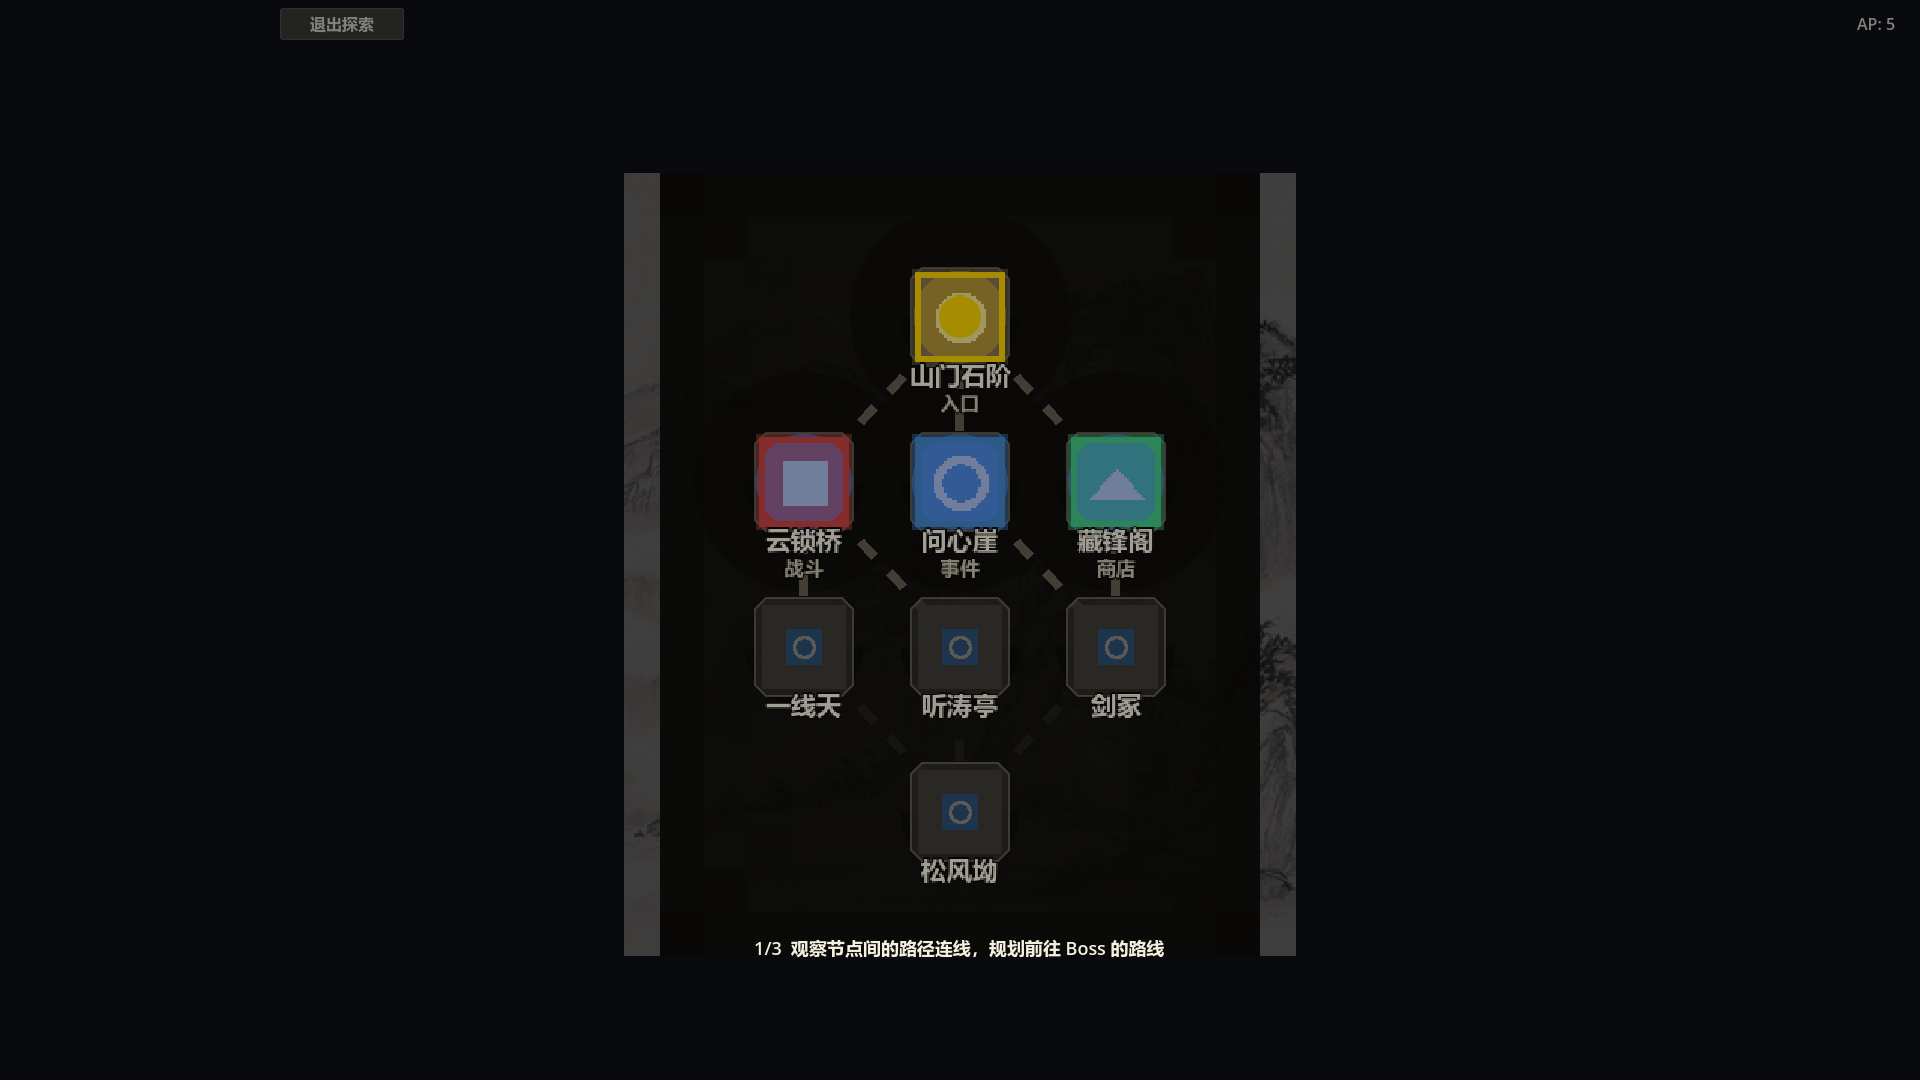 退出探索
AP: 5
山门石阶
入口
云锁桥
战斗
问心崖
事件
藏锋阁
商店
一线天
听涛亭
剑冢
松风坳
1/3 观察节点间的路径连线，规划前往 Boss 的路线